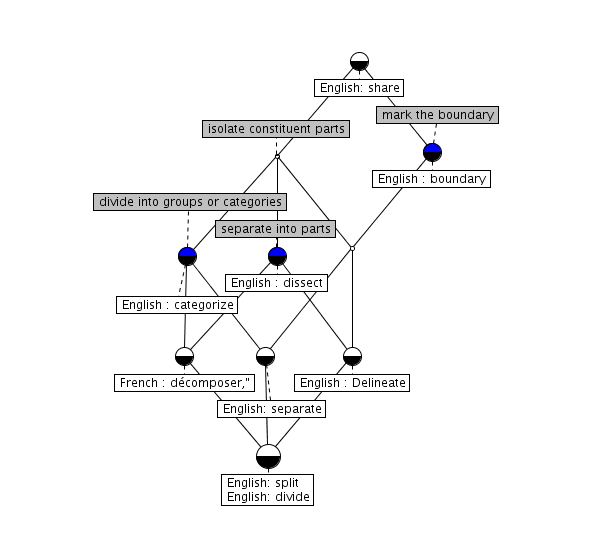 English: share
mark the boundary
isolate constituent parts
English : boundary
divide into groups or categories
separate into parts
English : dissect
English : categorize
French : décomposer,"
English : Delineate
English: separate
English: split
English: divide